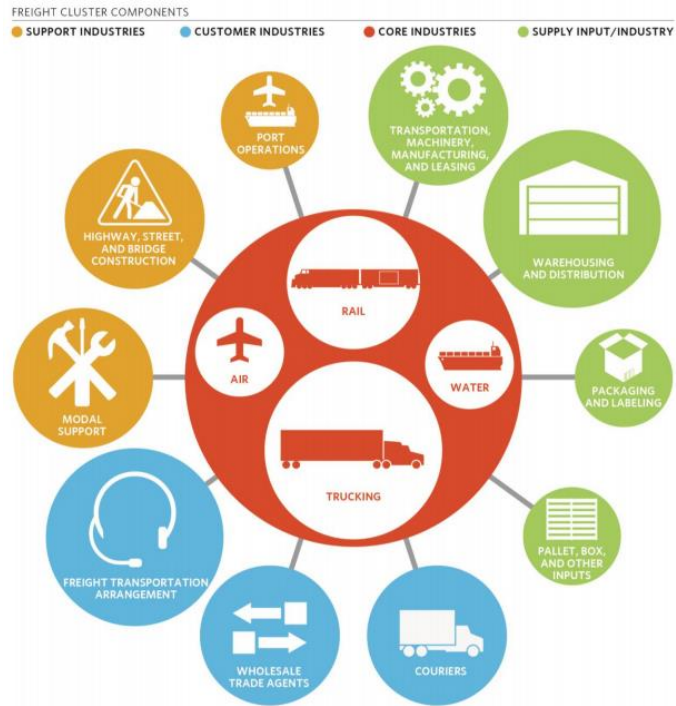 FREIGHT CLUSTER COMPONENTS
SUPPORT INDUSTRIES
CUSTOMER INDUSTRIES
CORE INDUSTRIES
SUPPLY INPUT/INDUSTRY
PORT
OPERATIONS
TRANSPORTATION,
MACHINERY,
MANUFACTURING,
AND LEASING
HIGHWAY, STREET,
AND BRIDGE
CONSTRUCTION
WAREHOUSING
AND DISTRIBUTION
RAIL
AIR
WATER
MODAL
SUPPORT
PACKAGING
AND LABELING
TRUCKING
FREIGHT TRANSPORTATION
ARRANGEMENT
PALLET, BOX,
AND OTHER
INPUTS
WHOLESALE
TRADE AGENTS
COURIERS